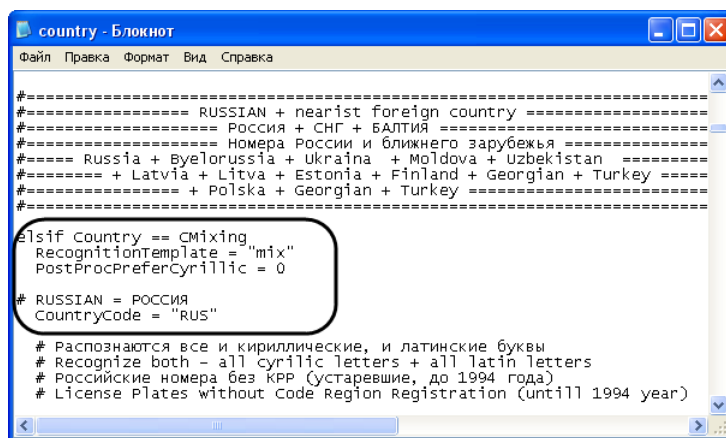 country - Блокнот
Файл Правка Формат Вид Справка
#=======================================================================
#================= RUSSIAN + nearist foreign country ===================
#==================== Россия + СНГ + БАЛТИЯ ============================
#==================== Номера России и ближнего зарубежья ===============
#===== Russia + Byelorussia + Ukraina + Moldova + Uzbekistan =========
#======== + Latvia + Litva + Estonia + Finland + Georgian + Turkey =====
#================ + Polska + Georgian + Turkey =========================
#=======================================================================
elsif Country == CMixing
RecognitionTemplate = "mix"
PostProcPreferCyrillic = 0
# RUSSIAN = РОССИЯ
CountryCode = "RUS"
# Распознаются все и кириллические, и латинские буквы
# Recognize both - all cyrilic letters + all latin letters
# Российские номера без КРР (устаревшие, до 1994 года)
# License Plates without Code Region Registration (untill 1994 year)